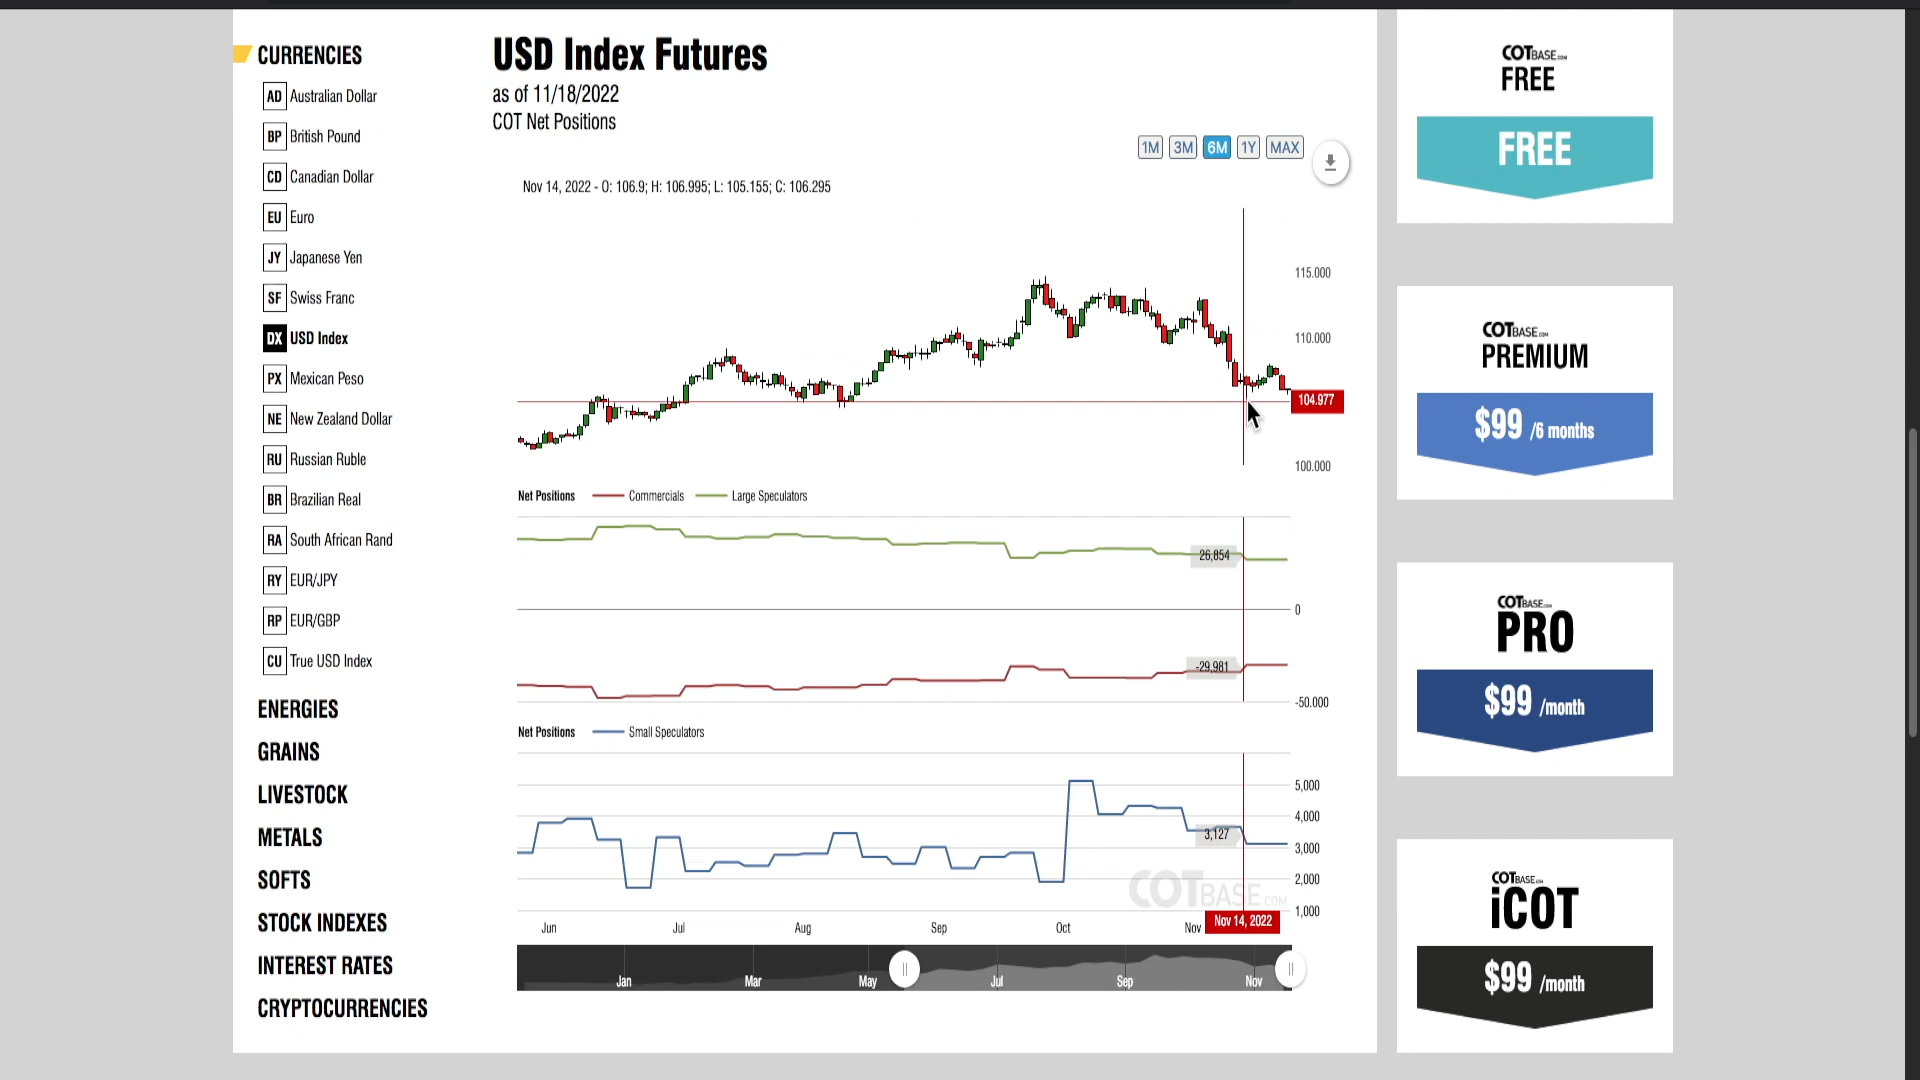 CURRENCIES
AD Australian Dollar
BP British Pound
CD Canadian Dollar
EU Euro
JY Japanese Yen
SF Swiss Franc
DX USD Index
PX Mexican Peso
NE New Zealand Dollar
RU Russian Ruble
BR Brazilian Real
RA South African Rand
RY EUR/JPY
RP EUR/GBP
CU True USD Index
ENERGIES
GRAINS
LIVESTOCK
METALS
SOFTS
STOCK INDEXES
INTEREST RATES
CRYPTOCURRENCIES
USD Index Futures
as of 11/18/2022
COT Net Positions
1M 3M 6M 1Y MAX
Nov 14, 2022 - O: 106.9; H: 106.995; L: 105.155; C: 106.295
115.000
110.000
104.977
100.000
Net Positions Commercials Large Speculators
26,854
0
-29,981
-50.000
Net Positions Small Speculators
5,000
4,000
3,127
3,000
2,000
COTBASE.COM
1,000
Jun Jul Aug Sep Oct Nov Nov 14, 2022
Jan Mar May Jul Sep Nov
COTBASE.COM
FREE
FREE
COTBASE.COM
PREMIUM
$99 /6 months
COTBASE.COM
PRO
$99 /month
COTBASE.COM
iCOT
$99 /month